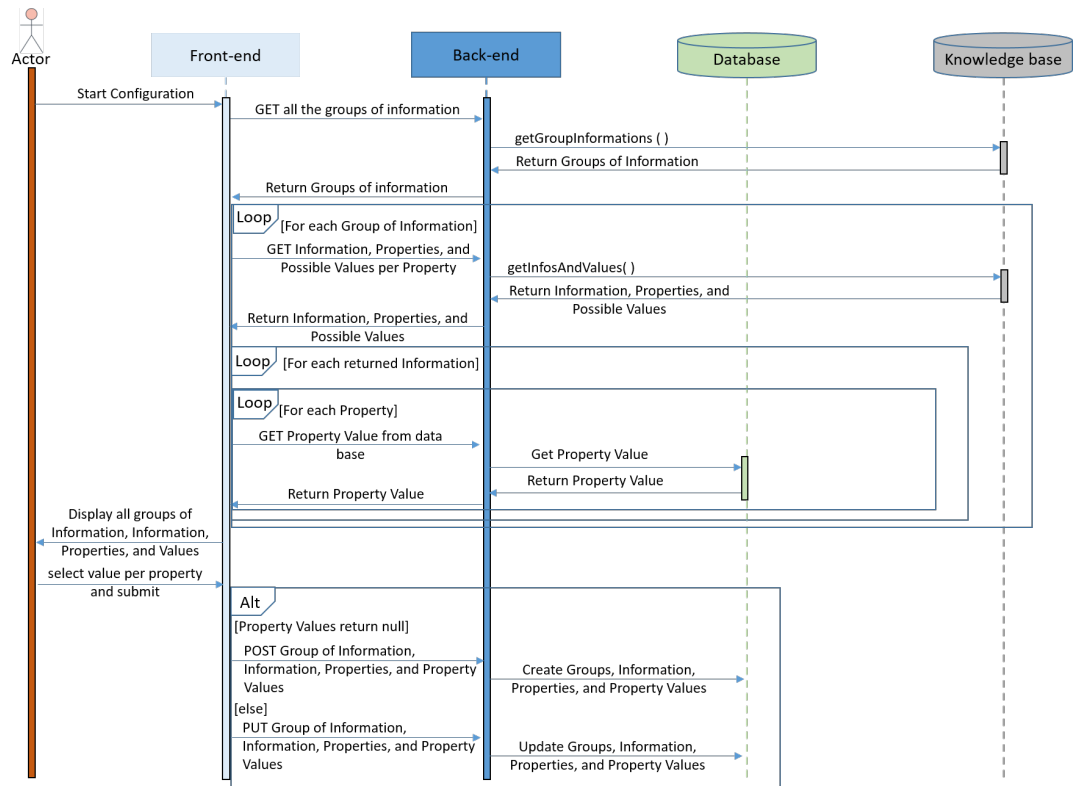 Actor
Front-end
Back-end
Database
Knowledge base
Start Configuration
GET all the groups of information
getGroupInformations ( )
Return Groups of Information
Return Groups of information
Loop
[For each Group of Information]
GET Information, Properties, and
Possible Values per Property
getInfosAndValues( )
Return Information, Properties, and
Possible Values
Return Information, Properties, and
Possible Values
Loop
[For each returned Information]
Loop
[For each Property]
GET Property Value from data
base
Get Property Value
Return Property Value
Return Property Value
Display all groups of
Information, Information,
Properties, and Values
select value per property
and submit
Alt
[Property Values return null]
POST Group of Information,
Information, Properties, and Property
Values
Create Groups, Information,
Properties, and Property Values
[else]
PUT Group of Information,
Information, Properties, and Property
Values
Update Groups, Information,
Properties, and Property Values